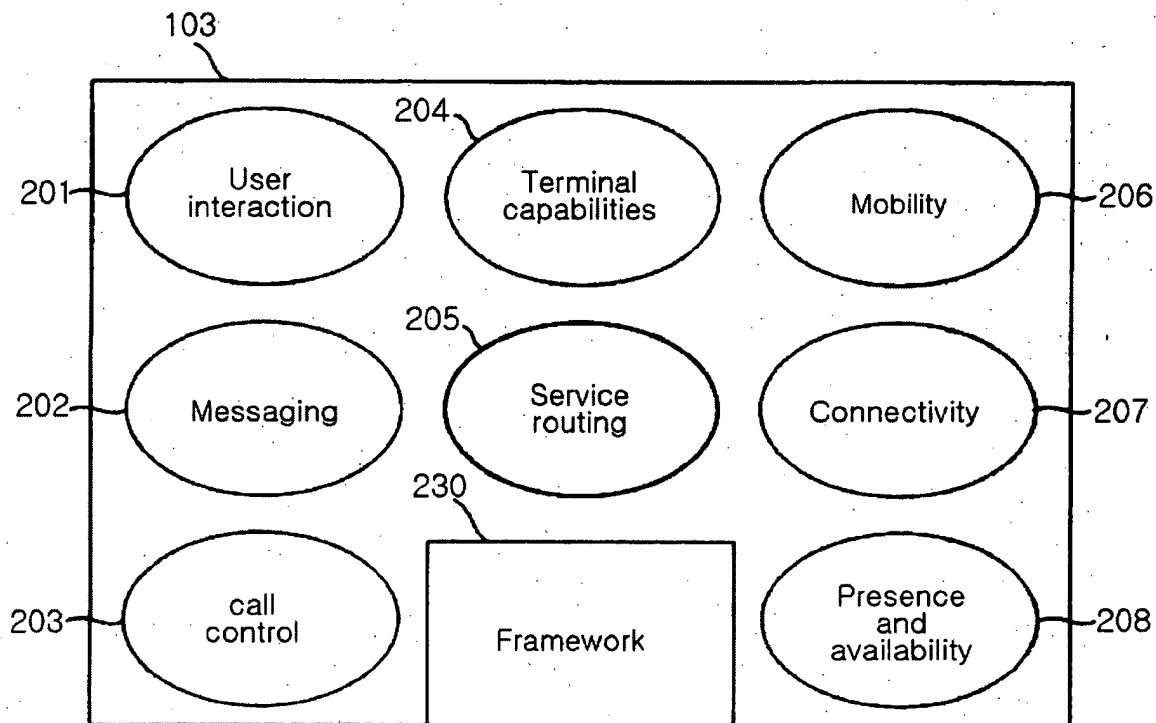 103
204
201
User
interaction
Terminal
capabilities
Mobility
206
205
202
Messaging
Service
routing
Connectivity
207
230
203
call
control
Framework
Presence
and
availability
208